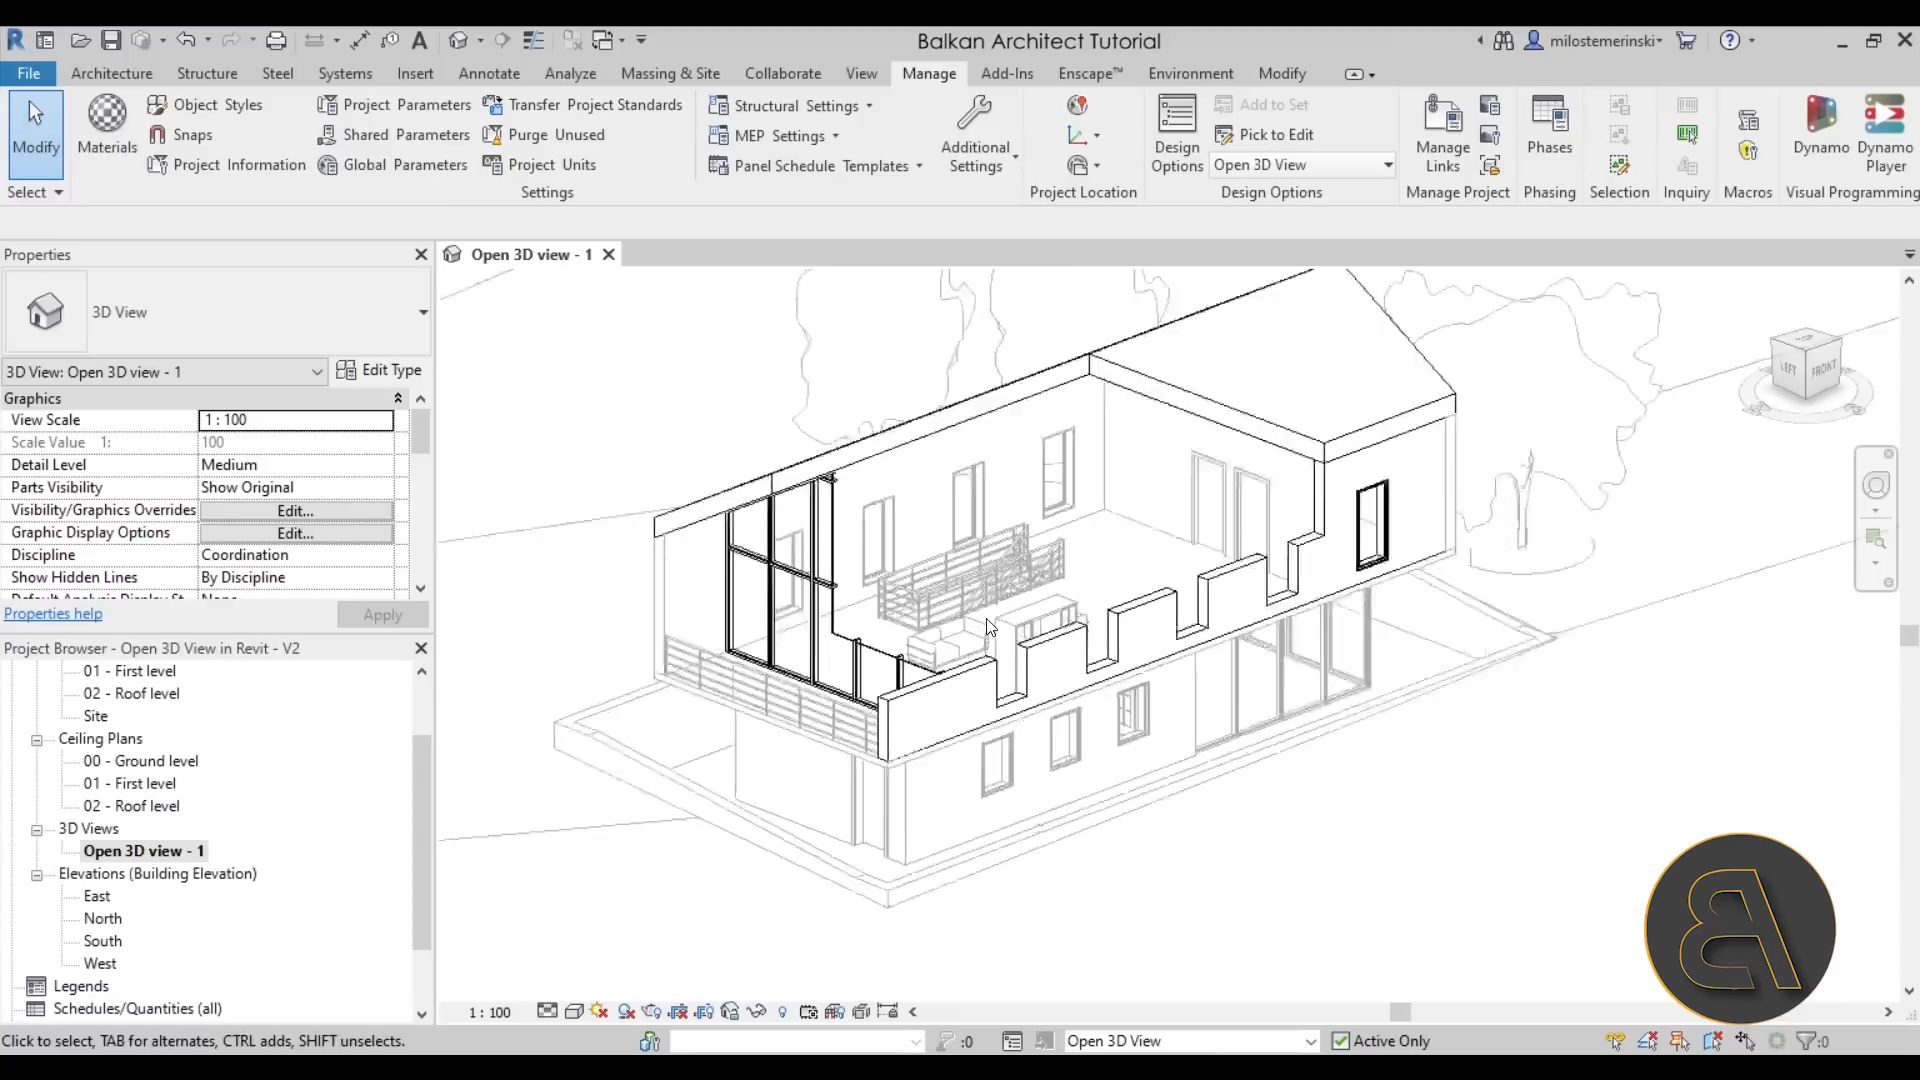 Balkan Architect Tutorial
milostemerinski
File Architecture Structure Steel Systems Insert Annotate Analyze Massing & Site Collaborate View Manage Add-Ins Enscape™ Environment Modify
Modify
Select
Materials
Object Styles
Snaps
Project Information
Project Parameters
Shared Parameters
Global Parameters
Transfer Project Standards
Purge Unused
Project Units
Settings
Structural Settings
MEP Settings
Panel Schedule Templates
Additional
Settings
Project Location
Design
Options
Add to Set
Pick to Edit
Open 3D View
Design Options
Manage
Links
Manage Project
Phases
Phasing
Selection
Inquiry
Macros
Dynamo
Dynamo
Player
Visual Programming
Properties
3D View
3D View: Open 3D view - 1
Edit Type
Graphics
View Scale 1 : 100
Scale Value 1: 100
Detail Level Medium
Parts Visibility Show Original
Visibility/Graphics Overrides Edit...
Graphic Display Options Edit...
Discipline Coordination
Show Hidden Lines By Discipline
Properties help
Apply
Project Browser - Open 3D View in Revit - V2
01 - First level
02 - Roof level
Site
Ceiling Plans
00 - Ground level
01 - First level
02 - Roof level
3D Views
Open 3D view - 1
Elevations (Building Elevation)
East
North
South
West
Legends
Schedules/Quantities (all)
Open 3D view - 1
LEFT FRONT
1 : 100
Click to select, TAB for alternates, CTRL adds, SHIFT unselects.
:0
Open 3D View
Active Only
:0